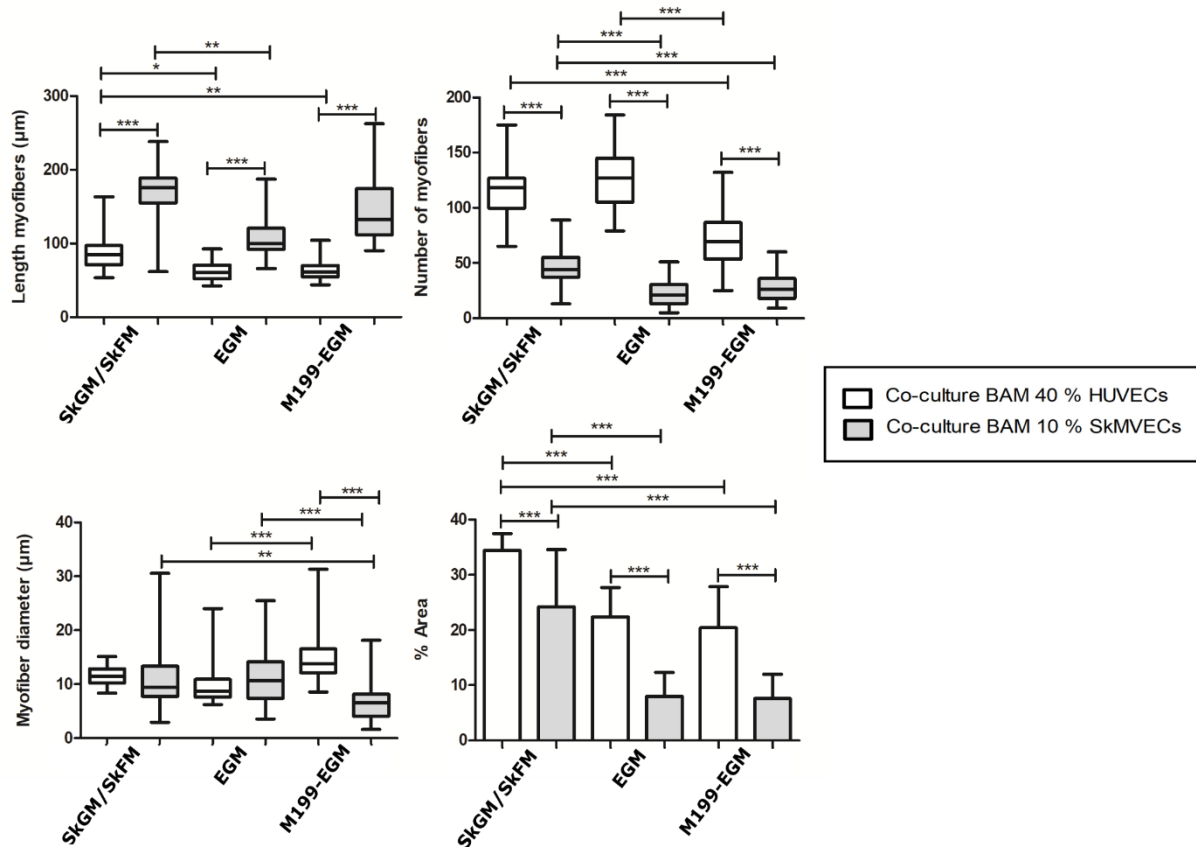 Length myofibers (µm)
300
200
100
0
*
**
**
***
***
***
SkGM/SkFM
EGM
M199-EGM
Number of myofibers
200
150
100
50
0
***
***
***
***
***
***
***
SkGM/SkFM
EGM
M199-EGM
Co-culture BAM 40 % HUVECs
Co-culture BAM 10 % SkMVECs
Myofiber diameter (µm)
40
30
20
10
0
***
***
***
**
SkGM/SkFM
EGM
M199-EGM
% Area
40
30
20
10
0
***
***
***
***
***
***
***
SkGM/SkFM
EGM
M199-EGM